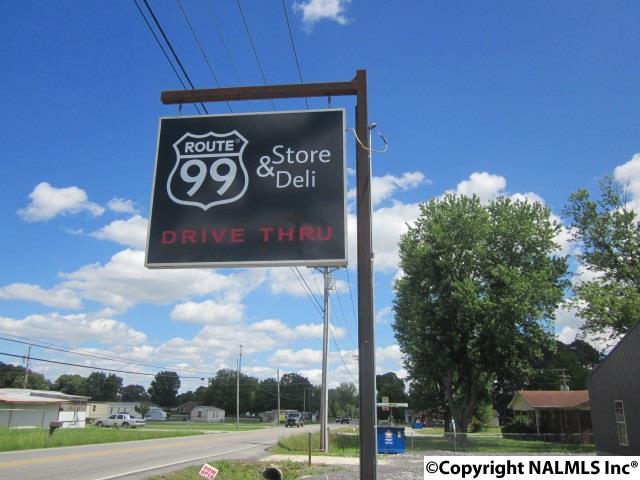 ROUTE
99
& Store
Deli
DRIVE THRU
©Copyright NALMLS Inc®